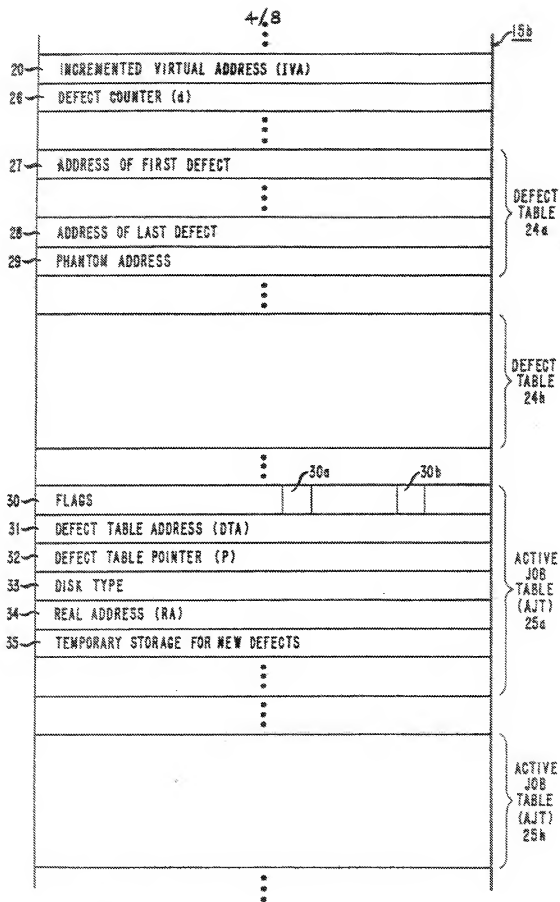 4/8
15b
20 INCREMENTED VIRTUAL ADDRESS (IVA)
26 DEFECT COUNTER (d)
27 ADDRESS OF FIRST DEFECT
28 ADDRESS OF LAST DEFECT
29 PHANTOM ADDRESS
DEFECT
TABLE
24a
DEFECT
TABLE
24h
30a 30b
30 FLAGS
31 DEFECT TABLE ADDRESS (DTA)
32 DEFECT TABLE POINTER (P)
33 DISK TYPE
34 REAL ADDRESS (RA)
35 TEMPORARY STORAGE FOR NEW DEFECTS
ACTIVE
JOB
TABLE
(AJT)
25a
ACTIVE
JOB
TABLE
(AJT)
25h